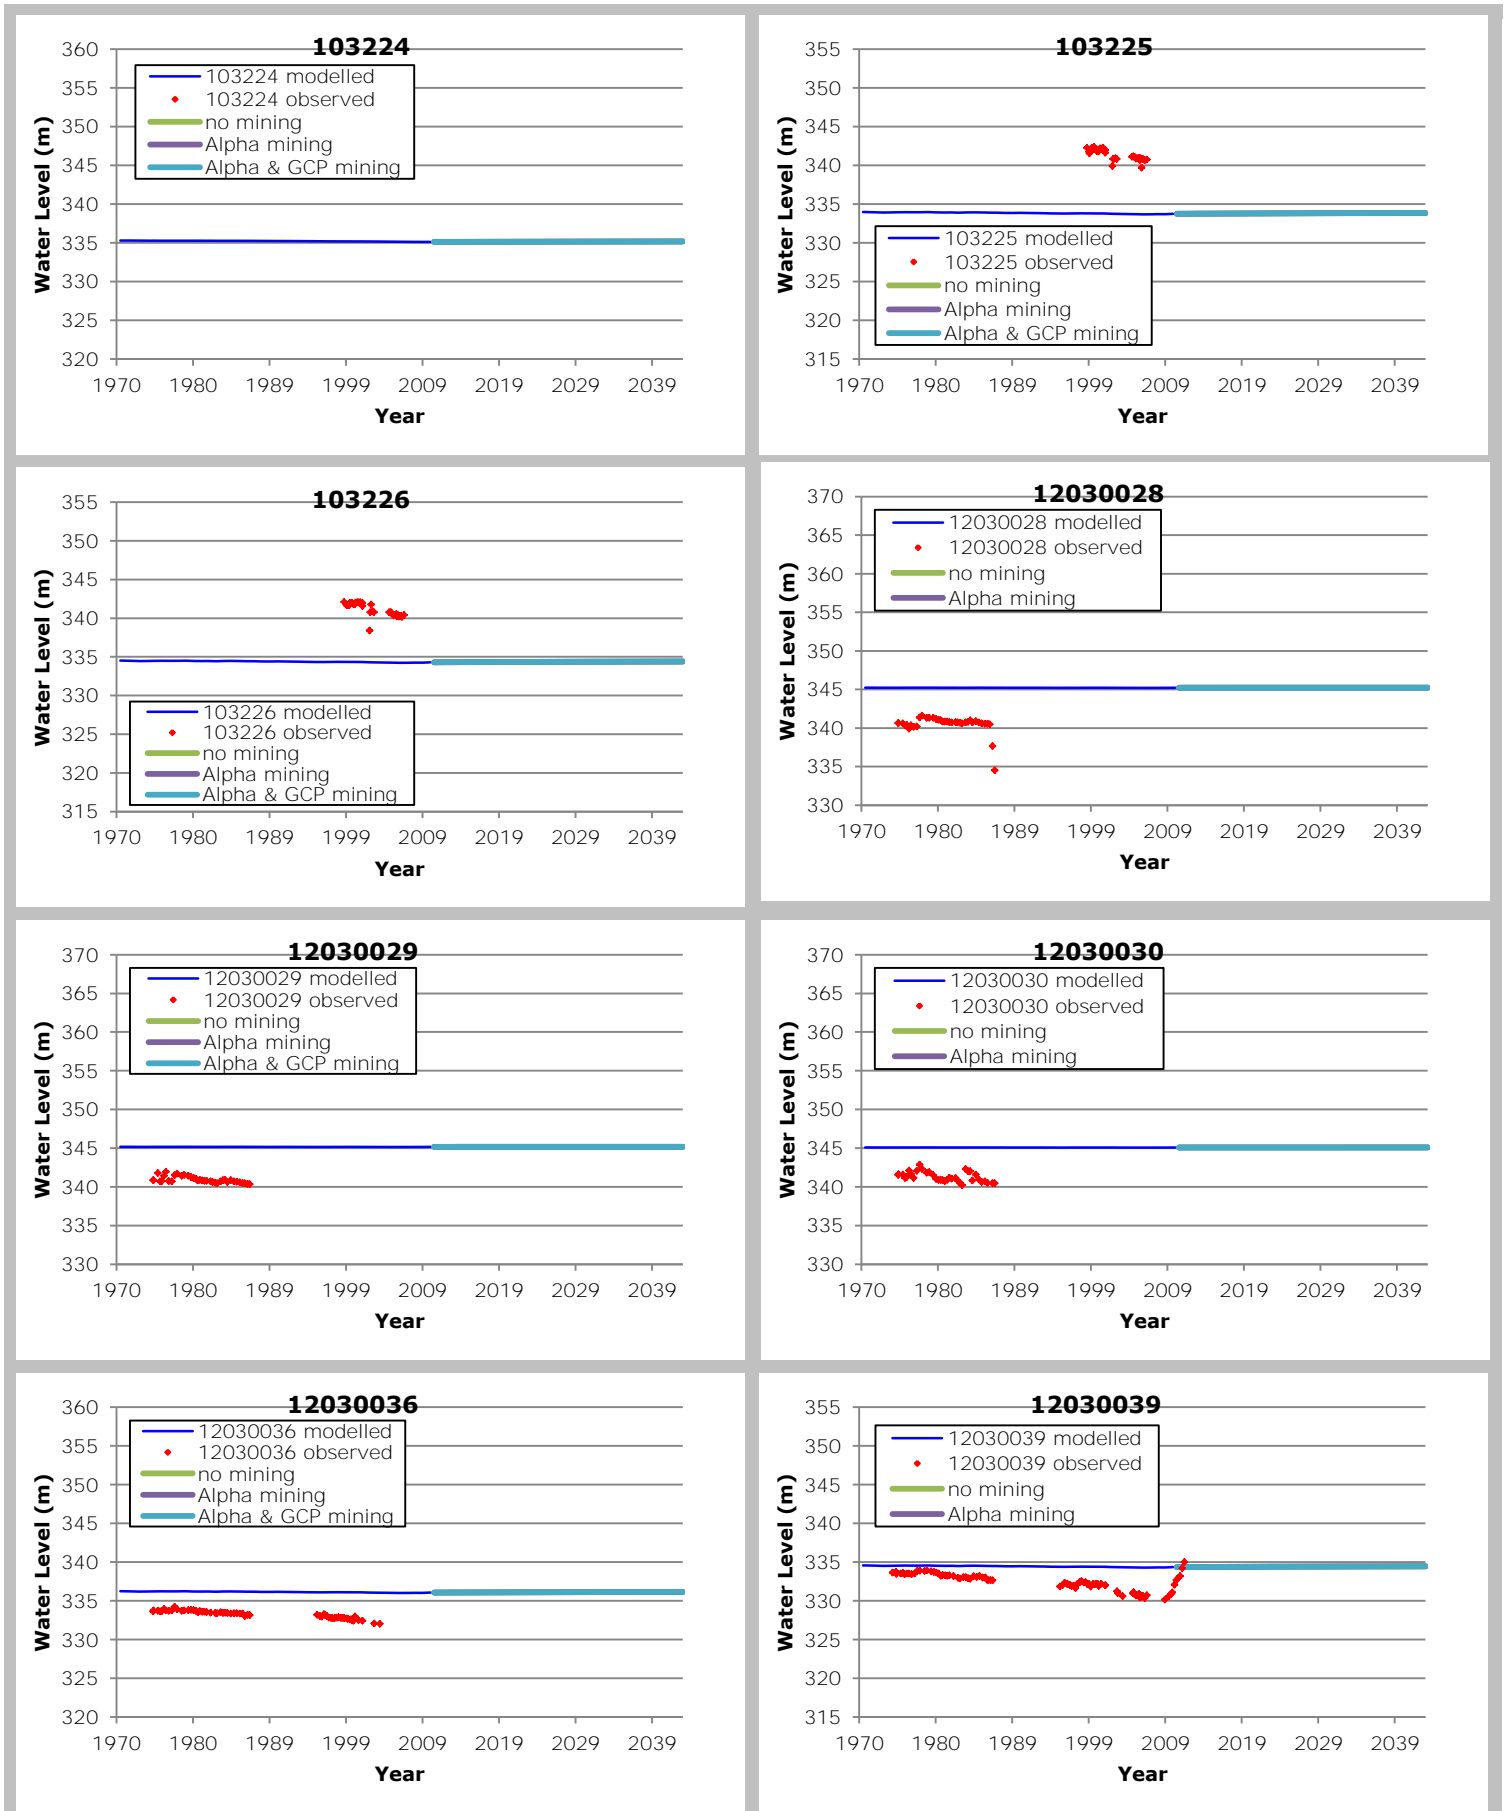 103224
360
355
350
345
340
335
330
325
320
103224 modelled
103224 observed
no mining
Alpha mining
Alpha & GCP mining
Water Level (m)
1970 1980 1989 1999 2009 2019 2029 2039
Year
103225
355
350
345
340
335
330
325
320
315
103225 modelled
103225 observed
no mining
Alpha mining
Alpha & GCP mining
Water Level (m)
1970 1980 1989 1999 2009 2019 2029 2039
Year
103226
355
350
345
340
335
330
325
320
315
103226 modelled
103226 observed
no mining
Alpha mining
Alpha & GCP mining
Water Level (m)
1970 1980 1989 1999 2009 2019 2029 2039
Year
12030028
370
365
360
355
350
345
340
335
330
12030028 modelled
12030028 observed
no mining
Alpha mining
Water Level (m)
1970 1980 1989 1999 2009 2019 2029 2039
Year
12030029
370
365
360
355
350
345
340
335
330
12030029 modelled
12030029 observed
no mining
Alpha mining
Alpha & GCP mining
Water Level (m)
1970 1980 1989 1999 2009 2019 2029 2039
Year
12030030
370
365
360
355
350
345
340
335
330
12030030 modelled
12030030 observed
no mining
Alpha mining
Water Level (m)
1970 1980 1989 1999 2009 2019 2029 2039
Year
12030036
360
355
350
345
340
335
330
325
320
12030036 modelled
12030036 observed
no mining
Alpha mining
Alpha & GCP mining
Water Level (m)
1970 1980 1989 1999 2009 2019 2029 2039
Year
12030039
355
350
345
340
335
330
325
320
315
12030039 modelled
12030039 observed
no mining
Alpha mining
Water Level (m)
1970 1980 1989 1999 2009 2019 2029 2039
Year